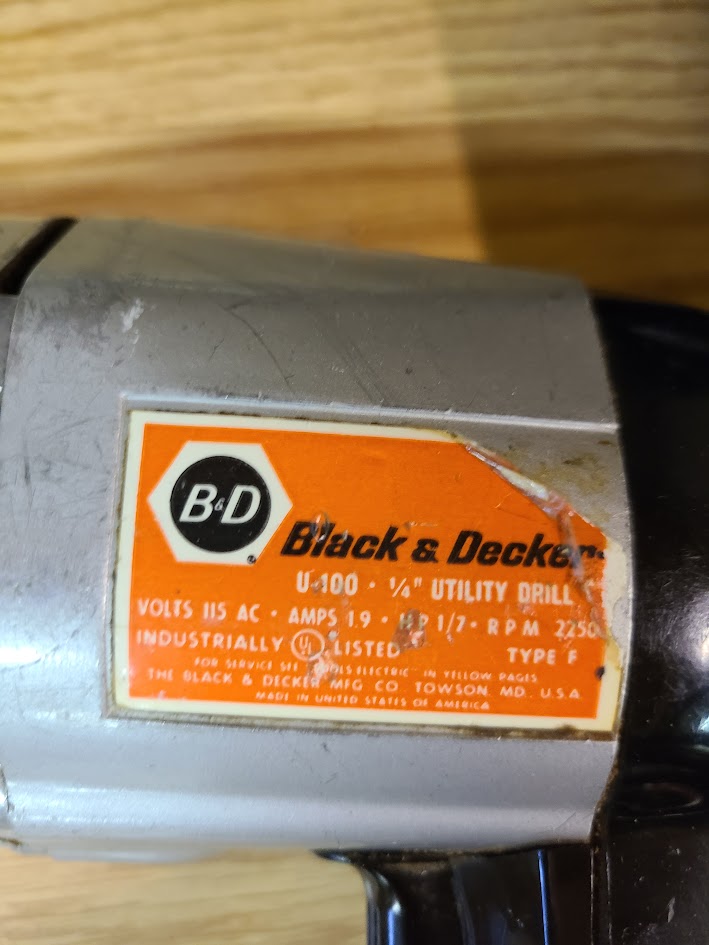 B&D
Black & Decker
U-100 · 1/4" UTILITY DRILL
VOLTS 115 AC · AMPS 1.9 · HP 1/7 · RPM 2250
INDUSTRIALLY UL LISTED TYPE F
FOR SERVICE SEE "TOOLS ELECTRIC" IN YELLOW PAGES
THE BLACK & DECKER MFG CO. TOWSON MD. U.S.A.
MADE IN UNITED STATES OF AMERICA